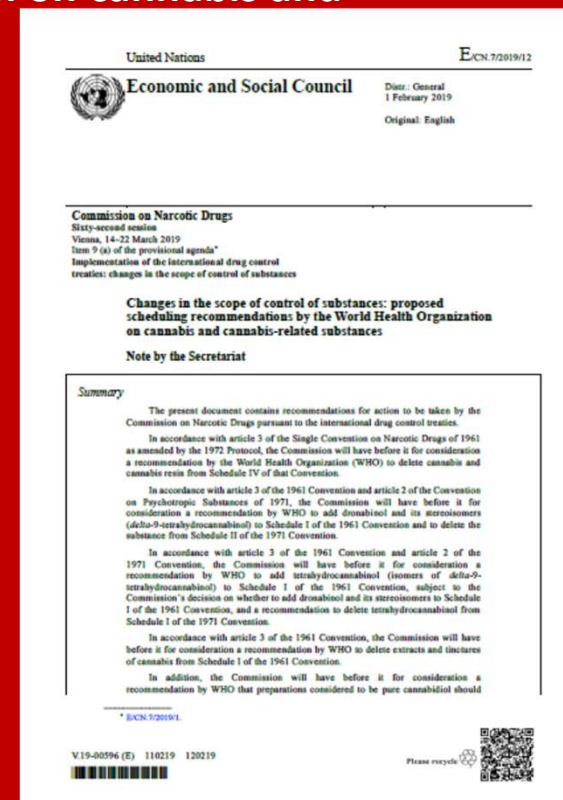 United Nations
E/CN.7/2019/12
Economic and Social Council
Distr.: General
1 February 2019
Original: English
Commission on Narcotic Drugs
Sixty-second session
Vienna, 14–22 March 2019
Item 9 (a) of the provisional agenda*
Implementation of the international drug control
treaties: changes in the scope of control of substances
Changes in the scope of control of substances: proposed
scheduling recommendations by the World Health Organization
on cannabis and cannabis-related substances
Note by the Secretariat
Summary
The present document contains recommendations for action to be taken by the
Commission on Narcotic Drugs pursuant to the international drug control treaties.
In accordance with article 3 of the Single Convention on Narcotic Drugs of 1961
as amended by the 1972 Protocol, the Commission will have before it for consideration
a recommendation by the World Health Organization (WHO) to delete cannabis and
cannabis resin from Schedule IV of that Convention.
In accordance with article 3 of the 1961 Convention and article 2 of the Convention
on Psychotropic Substances of 1971, the Commission will have before it for
consideration a recommendation by WHO to add dronabinol and its stereoisomers
(delta-9-tetrahydrocannabinol) to Schedule I of the 1961 Convention and to delete the
substance from Schedule II of the 1971 Convention.
In accordance with article 3 of the 1961 Convention and article 2 of the
1971 Convention, the Commission will have before it for consideration a
recommendation by WHO to add tetrahydrocannabinol (isomers of delta-9-
tetrahydrocannabinol) to Schedule I of the 1961 Convention, subject to the
Commission's decision on whether to add dronabinol and its stereoisomers to Schedule
I of the 1961 Convention, and a recommendation to delete tetrahydrocannabinol from
Schedule I of the 1971 Convention.
In accordance with article 3 of the 1961 Convention, the Commission will have
before it for consideration a recommendation by WHO to delete extracts and tinctures
of cannabis from Schedule I of the 1961 Convention.
In addition, the Commission will have before it for consideration a
recommendation by WHO that preparations considered to be pure cannabidiol should
* E/CN.7/2019/1.
V.19-00596 (E) 110219 120219
Please recycle